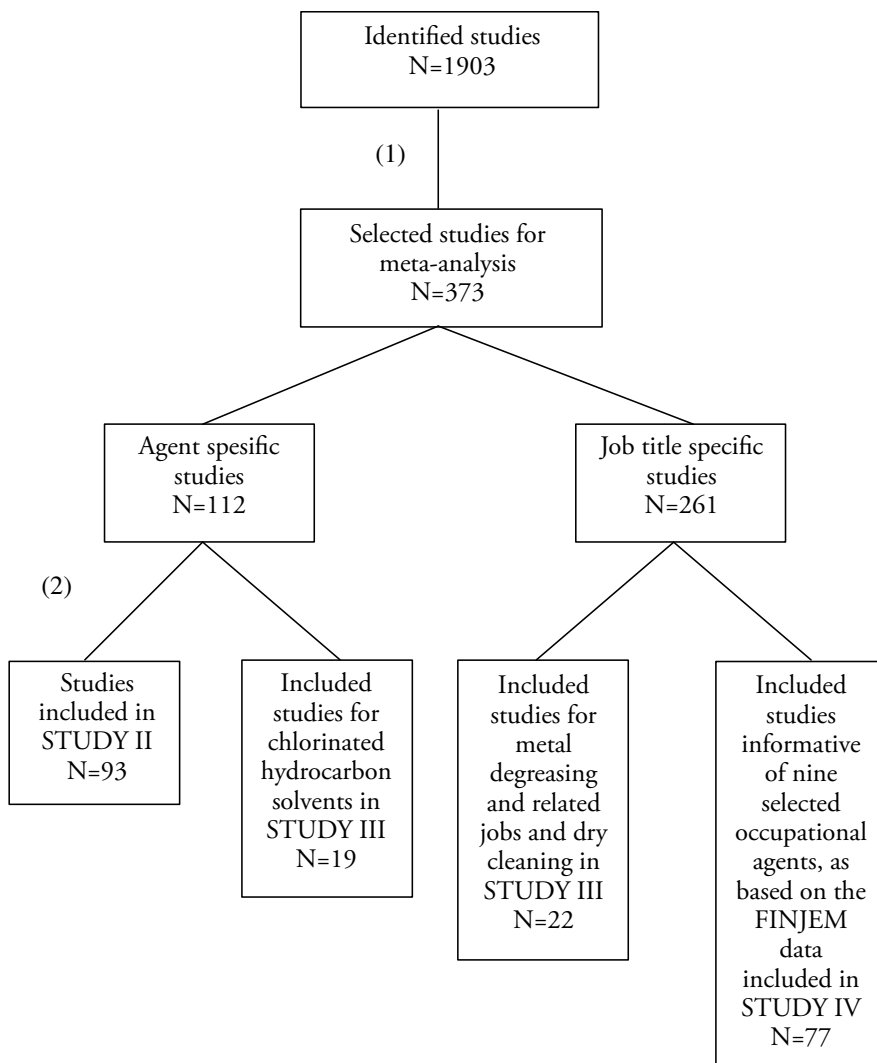 Identified studies
N=1903
(1)
Selected studies for
meta-analysis
N=373
Agent spesific
studies
N=112
Job title specific
studies
N=261
(2)
Studies
included in
STUDY II
N=93
Included
studies for
chlorinated
hydrocarbon
solvents in
STUDY III
N=19
Included
studies for
metal
degreasing
and related
jobs and dry
cleaning in
STUDY III
N=22
Included
studies
informative
of nine
selected
occupational
agents, as
based on the
FINJEM
data
included in
STUDY IV
N=77